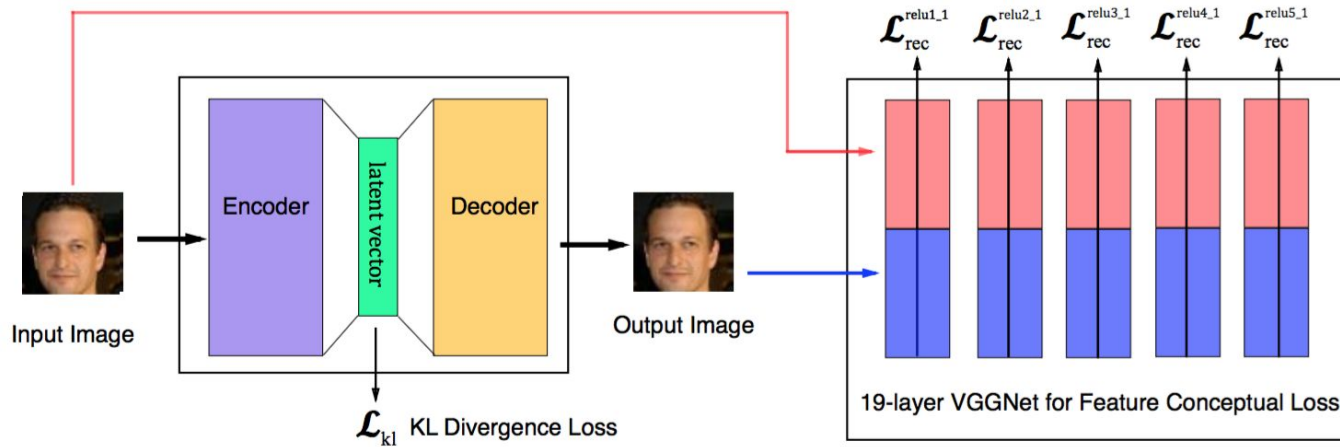 ℒ_rec^relu1_1 ℒ_rec^relu2_1 ℒ_rec^relu3_1 ℒ_rec^relu4_1 ℒ_rec^relu5_1
Encoder
latent vector
Decoder
Input Image
Output Image
ℒ_kl KL Divergence Loss
19-layer VGGNet for Feature Conceptual Loss